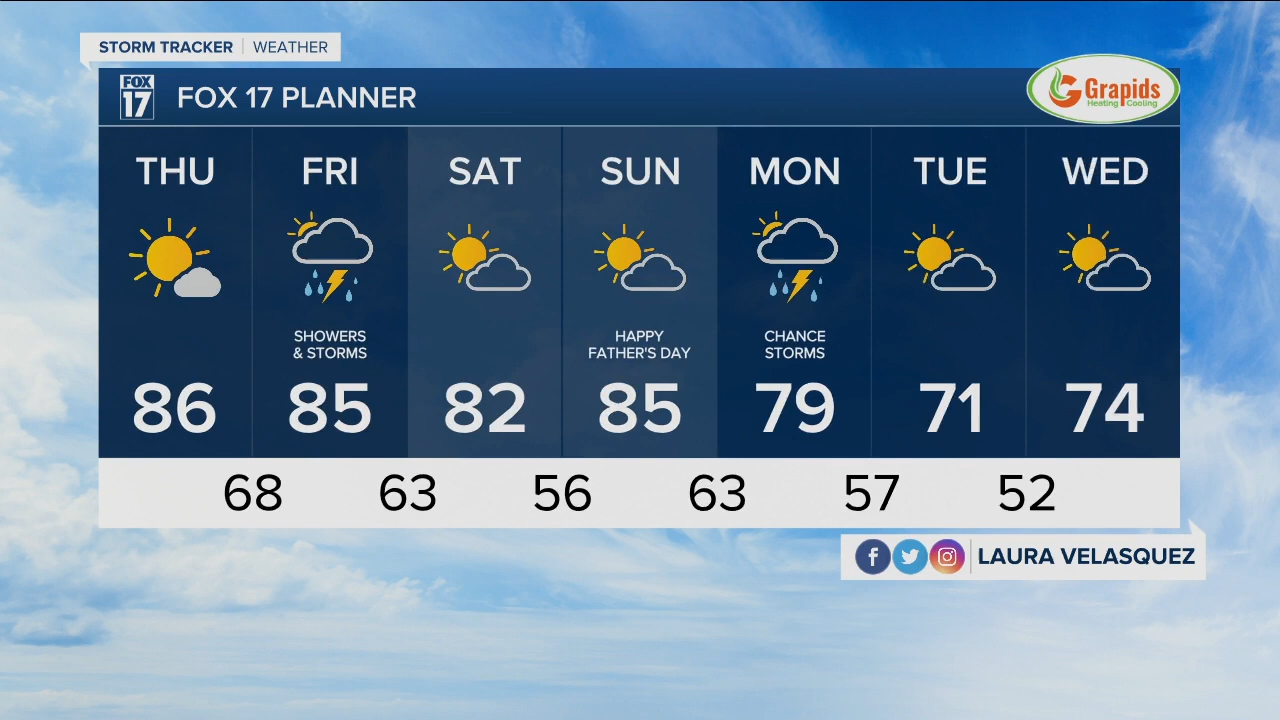 STORM TRACKER | WEATHER
FOX
17
FOX 17 PLANNER
Grapids
Heating Cooling
THU FRI SAT SUN MON TUE WED
SHOWERS
& STORMS
HAPPY
FATHER'S DAY
CHANCE
STORMS
86 85 82 85 79 71 74
68 63 56 63 57 52
LAURA VELASQUEZ